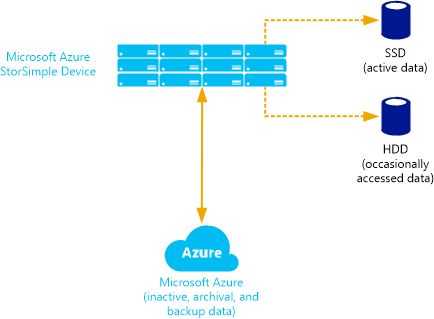 Microsoft Azure
StorSimple Device
SSD
(active data)
HDD
(occasionally
accessed data)
Azure
Microsoft Azure
(inactive, archival, and
backup data)